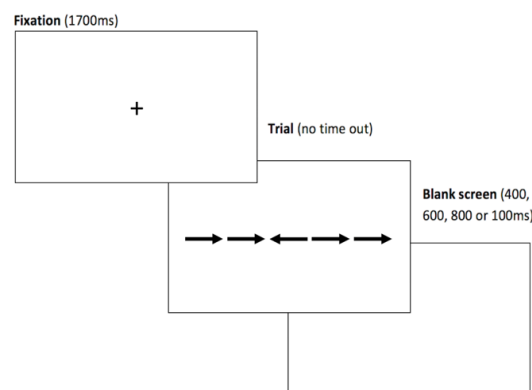 Fixation (1700ms)
+
Trial (no time out)
Blank screen (400,
600, 800 or 100ms)